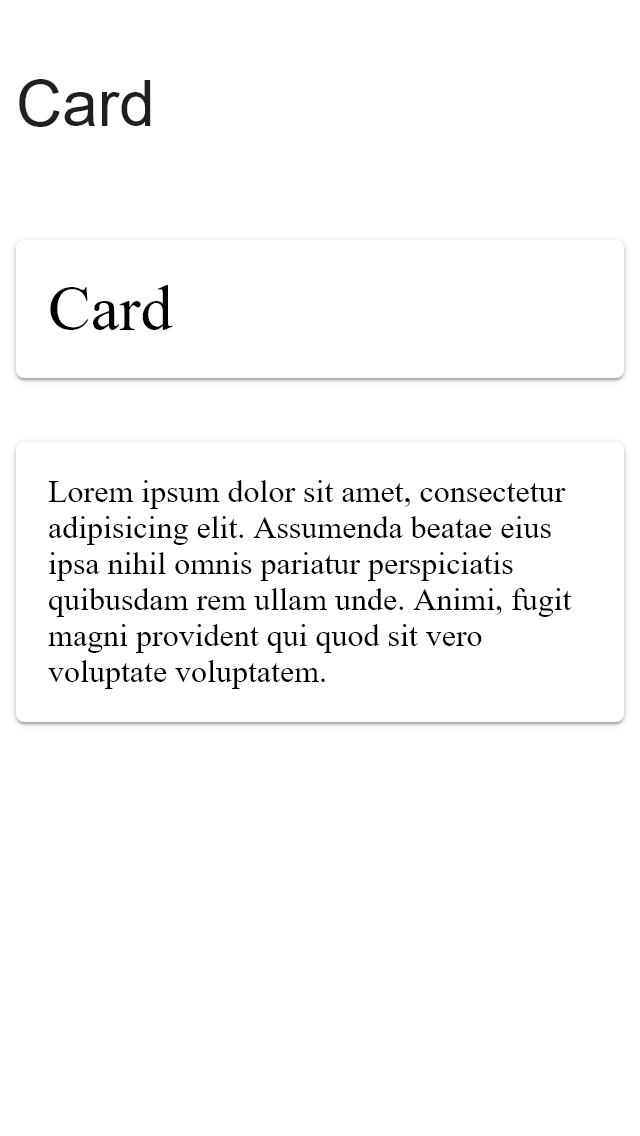 Card
Card
Lorem ipsum dolor sit amet, consectetur
adipisicing elit. Assumenda beatae eius
ipsa nihil omnis pariatur perspiciatis
quibusdam rem ullam unde. Animi, fugit
magni provident qui quod sit vero
voluptate voluptatem.